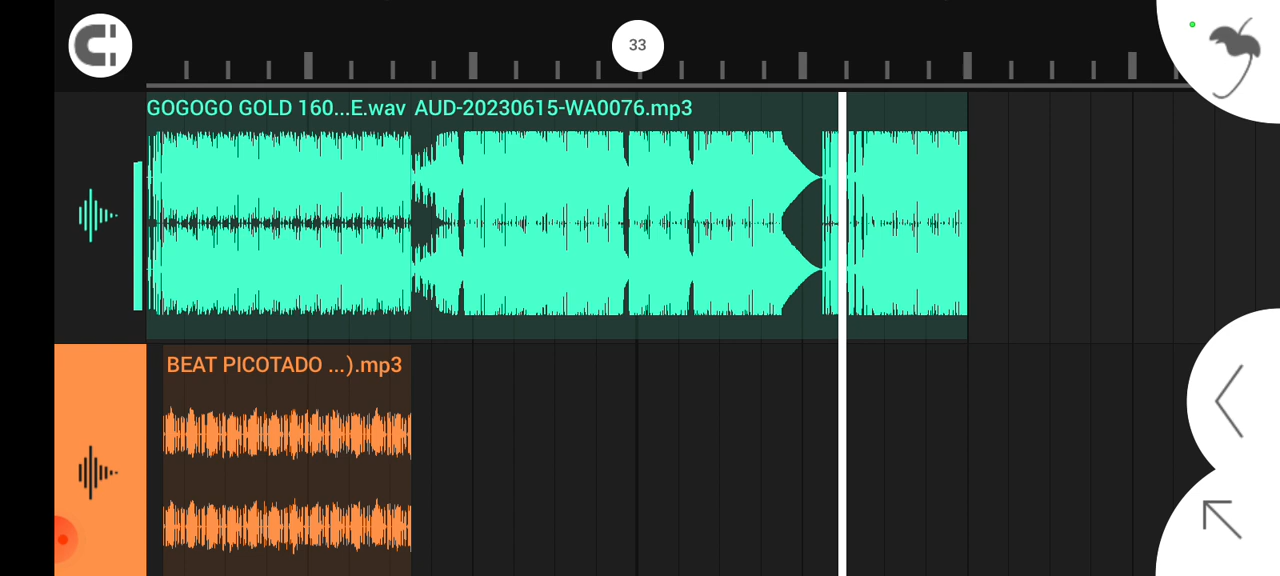 33
GOGOGO GOLD 160...E.wav AUD-20230615-WA0076.mp3
BEAT PICOTADO ...).mp3